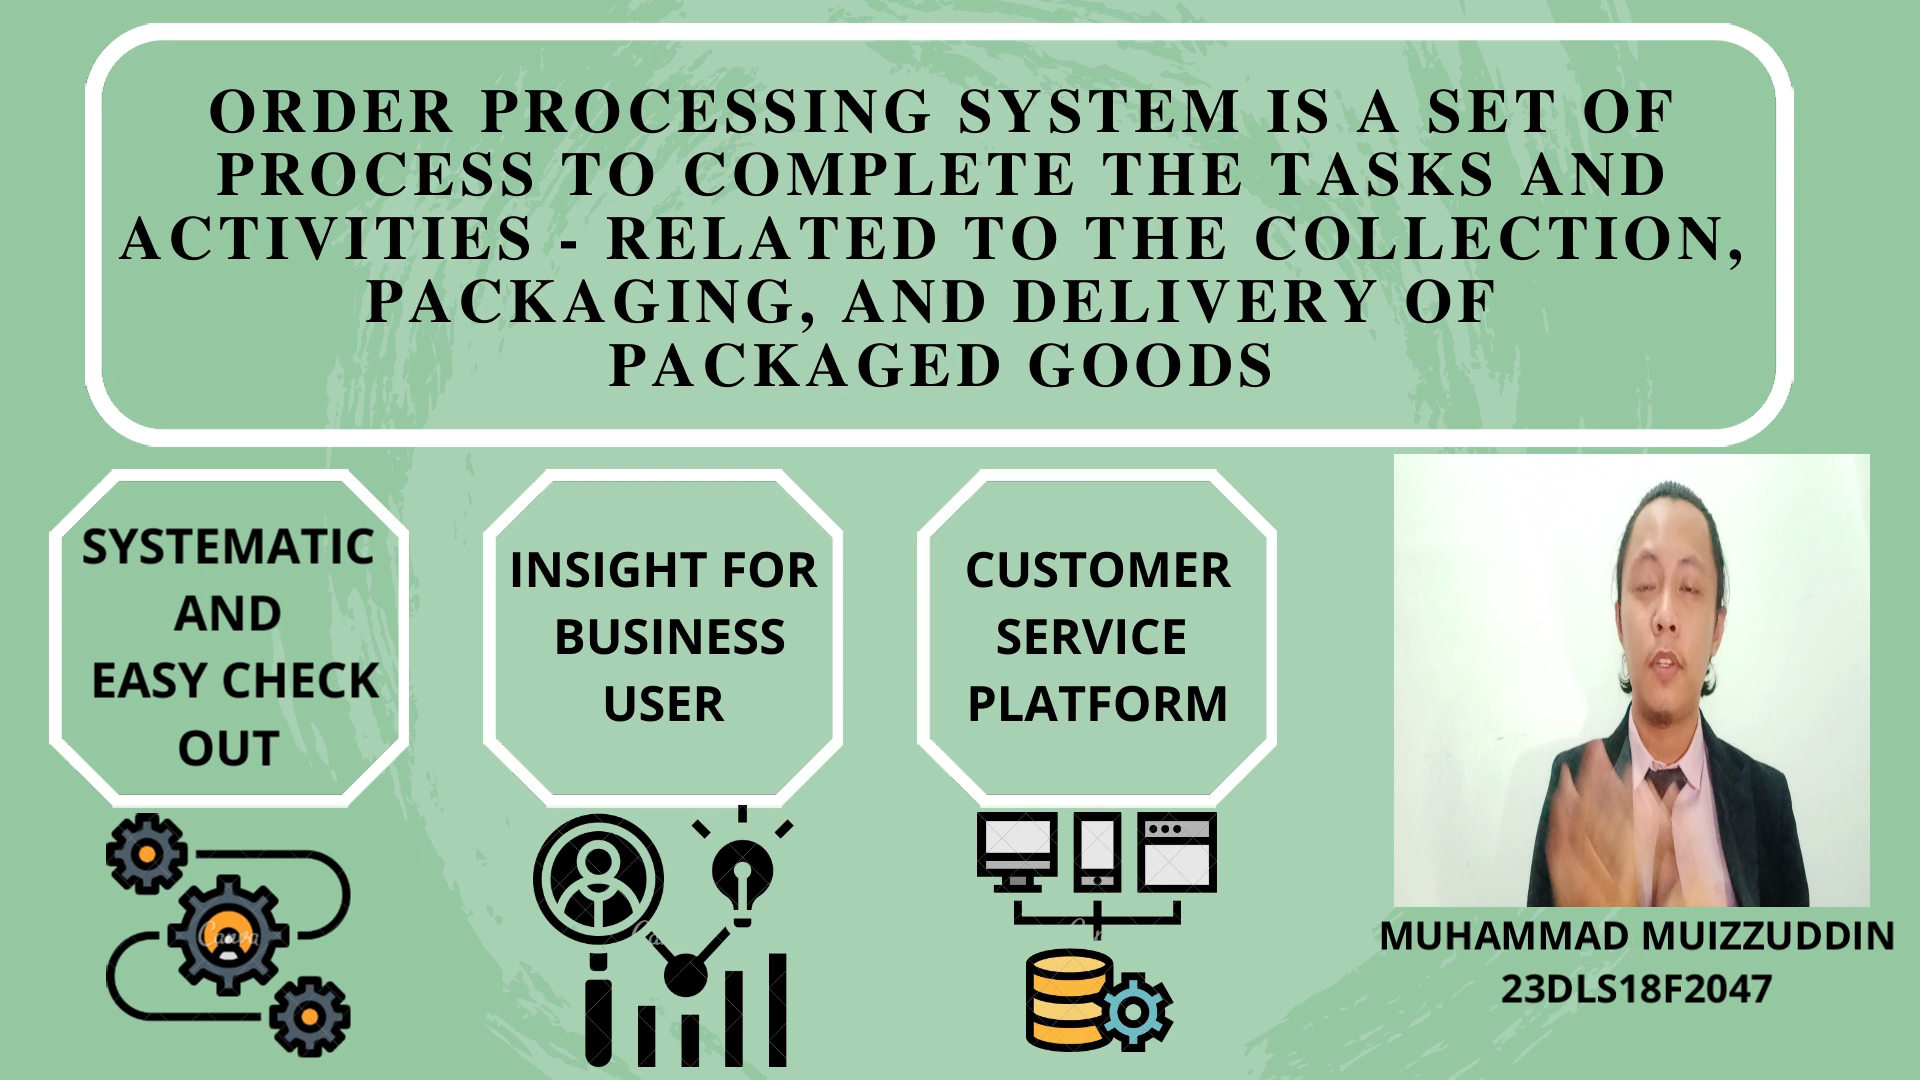 ORDER PROCESSING SYSTEM IS A SET OF
PROCESS TO COMPLETE THE TASKS AND
ACTIVITIES - RELATED TO THE COLLECTION,
PACKAGING, AND DELIVERY OF
PACKAGED GOODS
SYSTEMATIC
AND
EASY CHECK
OUT
INSIGHT FOR
BUSINESS
USER
CUSTOMER
SERVICE
PLATFORM
Canva
MUHAMMAD MUIZZUDDIN
23DLS18F2047